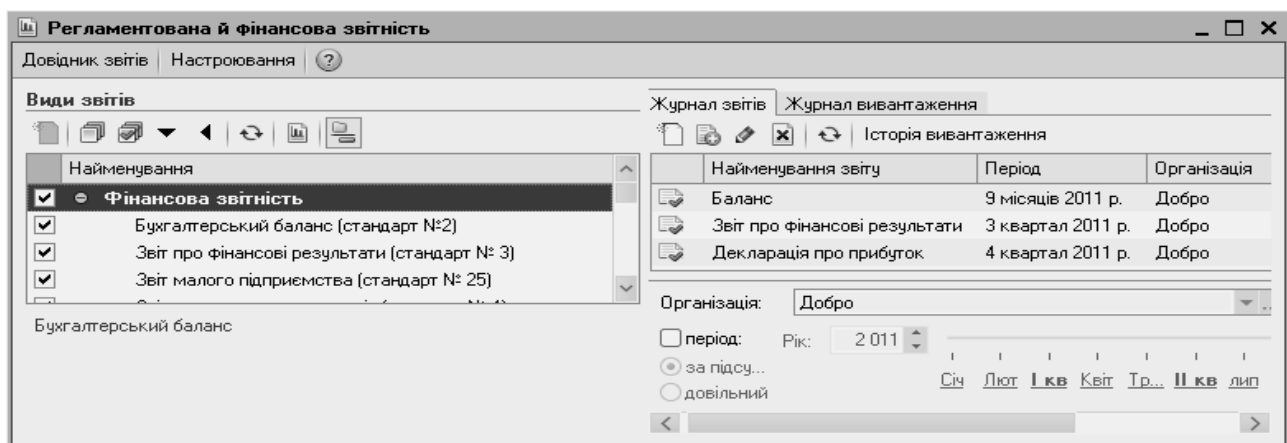 Регламентована й фінансова звітність
Довідник звітів Настроювання ?
Види звітів
Найменування
Фінансова звітність
Бухгалтерський баланс (стандарт №2)
Звіт про фінансові результати (стандарт № 3)
Звіт малого підприємства (стандарт № 25)
Бухгалтерський баланс
Журнал звітів Журнал вивантаження
Історія вивантаження
Найменування звіту Період Організація
Баланс 9 місяців 2011 р. Добро
Звіт про фінансові результати 3 квартал 2011 р. Добро
Декларація про прибуток 4 квартал 2011 р. Добро
Організація: Добро
період: Рік: 2 011
за підсу...
Січ Лют І кв Квіт Тр... ІІ кв лип
довільний